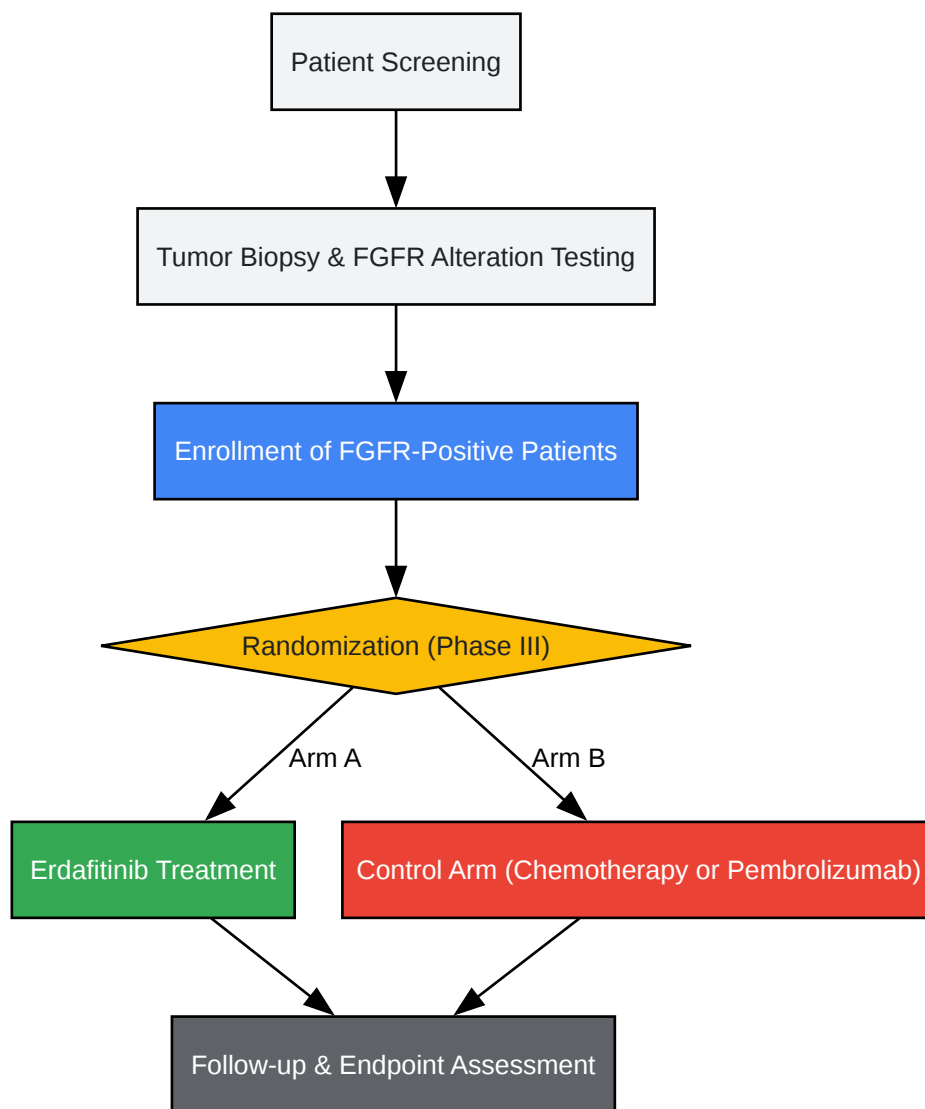 Patient Screening
Tumor Biopsy & FGFR Alteration Testing
Enrollment of FGFR-Positive Patients
Randomization (Phase III)
Arm A
Arm B
Erdafitinib Treatment
Control Arm (Chemotherapy or Pembrolizumab)
Follow-up & Endpoint Assessment